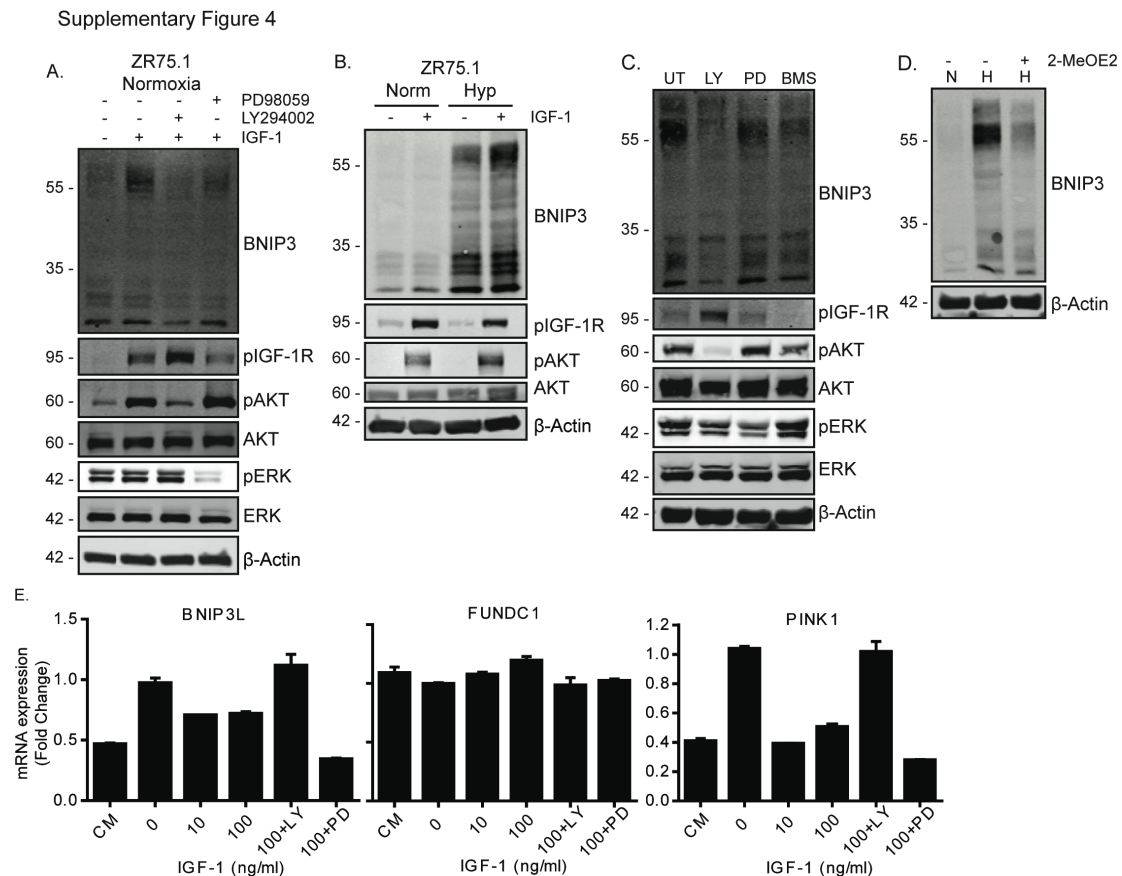 Supplementary Figure 4
A.
ZR75.1
Normoxia
- - - + PD98059
- - + - LY294002
- + + + IGF-1
55 -
35 -
BNIP3
95 - pIGF-1R
60 - pAKT
60 - AKT
42 - pERK
42 - ERK
42 - β-Actin
B.
ZR75.1
Norm Hyp
- + - + IGF-1
55 -
35 -
BNIP3
95 - pIGF-1R
60 - pAKT
60 - AKT
42 - β-Actin
C.
UT LY PD BMS
55 -
35 -
BNIP3
95 - pIGF-1R
60 - pAKT
60 - AKT
42 - pERK
42 - ERK
42 - β-Actin
D.
- - + 2-MeOE2
N H H
55 -
35 -
BNIP3
42 - β-Actin
E.
BNIP3L
mRNA expression
(Fold Change)
1.5
1.0
0.5
0.0
CM 0 10 100 100+LY 100+PD
IGF-1 (ng/ml)
FUNDC1
CM 0 10 100 100+LY 100+PD
IGF-1 (ng/ml)
PINK1
1.2
1.0
0.8
0.6
0.4
0.2
0.0
CM 0 10 100 100+LY 100+PD
IGF-1 (ng/ml)